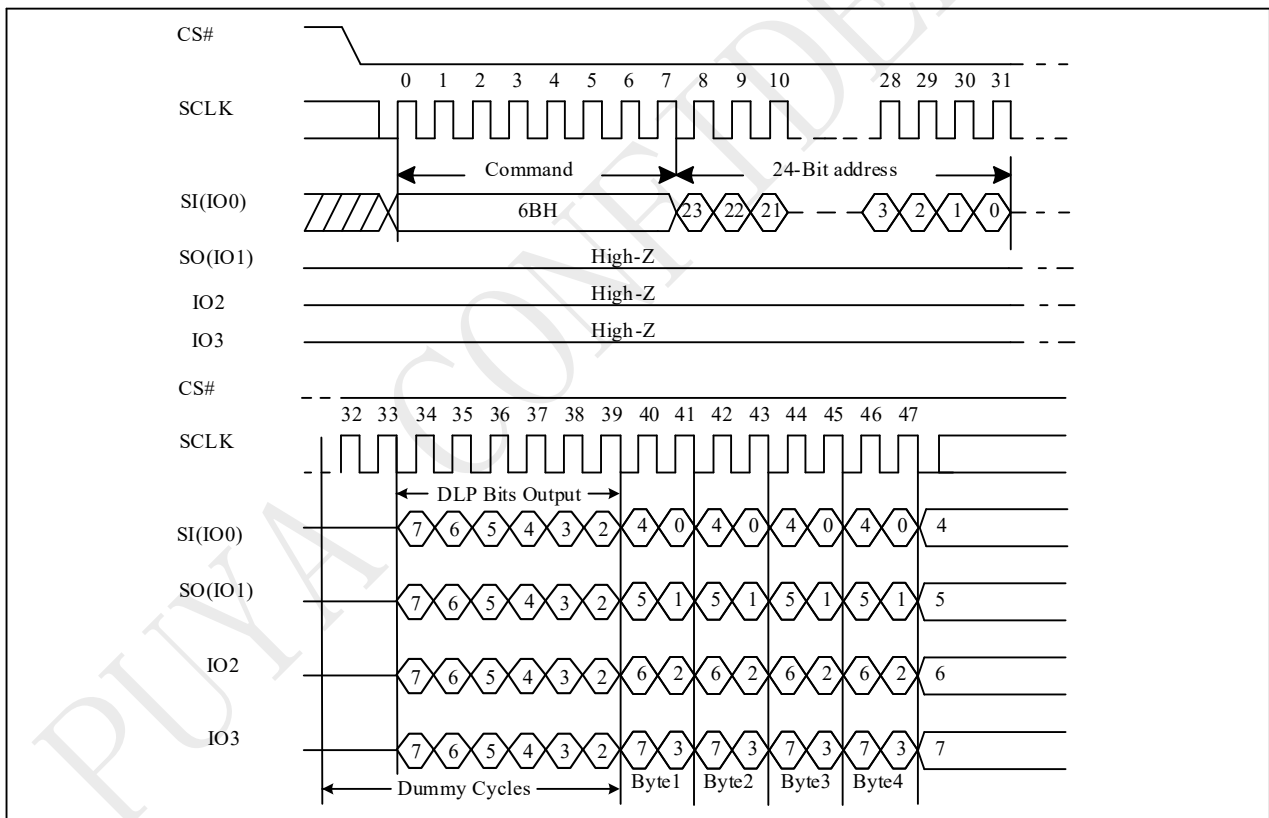 CS#
0 1 2 3 4 5 6 7 8 9 10 28 29 30 31
SCLK
Command 24-Bit address
SI(IO0) 6BH 23 22 21 3 2 1 0
SO(IO1) High-Z
IO2 High-Z
IO3 High-Z
CS#
32 33 34 35 36 37 38 39 40 41 42 43 44 45 46 47
SCLK
DLP Bits Output
SI(IO0) 7 6 5 4 3 2 4 0 4 0 4 0 4 0 4
SO(IO1) 7 6 5 4 3 2 5 1 5 1 5 1 5 1 5
IO2 7 6 5 4 3 2 6 2 6 2 6 2 6 2 6
IO3 7 6 5 4 3 2 7 3 7 3 7 3 7 3 7
Dummy Cycles Byte1 Byte2 Byte3 Byte4
PUYA CONFIDE